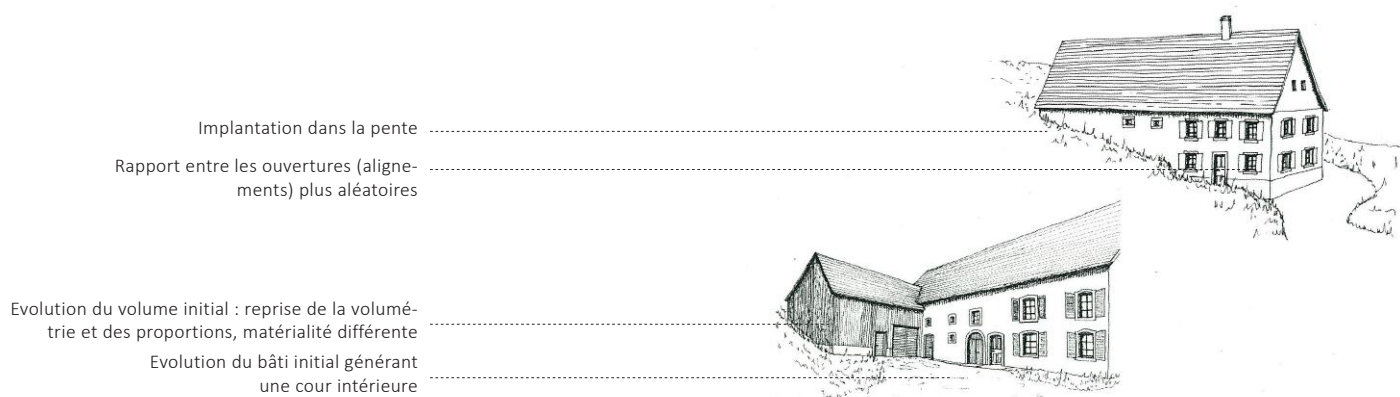 Implantation dans la pente
Rapport entre les ouvertures (aligne-
ments) plus aléatoires
Evolution du volume initial : reprise de la volumé-
trie et des proportions, matérialité différente
Evolution du bâti initial générant
une cour intérieure